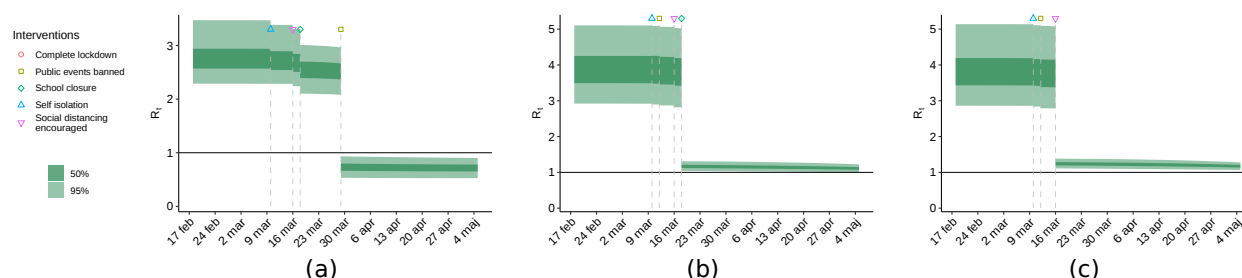 Interventions
Complete lockdown
Public events banned
School closure
Self isolation
Social distancing
encouraged
50%
95%
Rt
3
2
1
0
17 feb
24 feb
2 mar
9 mar
16 mar
23 mar
30 mar
6 apr
13 apr
20 apr
27 apr
4 maj
(a)
Rt
5
4
3
2
1
0
17 feb
24 feb
2 mar
9 mar
16 mar
23 mar
30 mar
6 apr
13 apr
20 apr
27 apr
4 maj
(b)
Rt
5
4
3
2
1
0
17 feb
24 feb
2 mar
9 mar
16 mar
23 mar
30 mar
6 apr
13 apr
20 apr
27 apr
4 maj
(c)